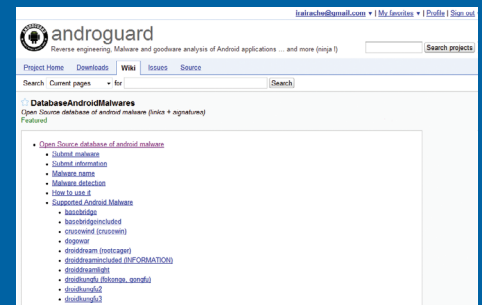 irairache@gmail.com ▼ | My favorites ▼ | Profile | Sign out
androguard
Reverse engineering, Malware and goodware analysis of Android applications ... and more (ninja !)
Search projects
Project Home Downloads Wiki Issues Source
Search Current pages for Search
DatabaseAndroidMalwares
Open Source database of android malware (links + signatures)
Featured
• Open Source database of android malware
• Submit malware
• Submit information
• Malware name
• Malware detection
• How to use it
• Supported Android Malware
• basebridge
• basebridgeincluded
• crusewind (crusewin)
• dogowar
• droiddream (rootcager)
• droiddreamincluded (INFORMATION)
• droiddreamlight
• droidkungfu (fokonge, gongfu)
• droidkungfu2
• droidkungfu3